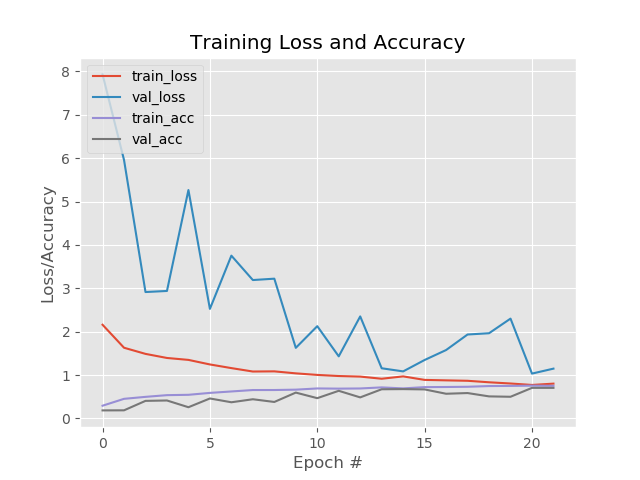 Training Loss and Accuracy
train_loss
val_loss
train_acc
val_acc
8
7
6
5
4
3
2
1
0
Loss/Accuracy
0 5 10 15 20
Epoch #